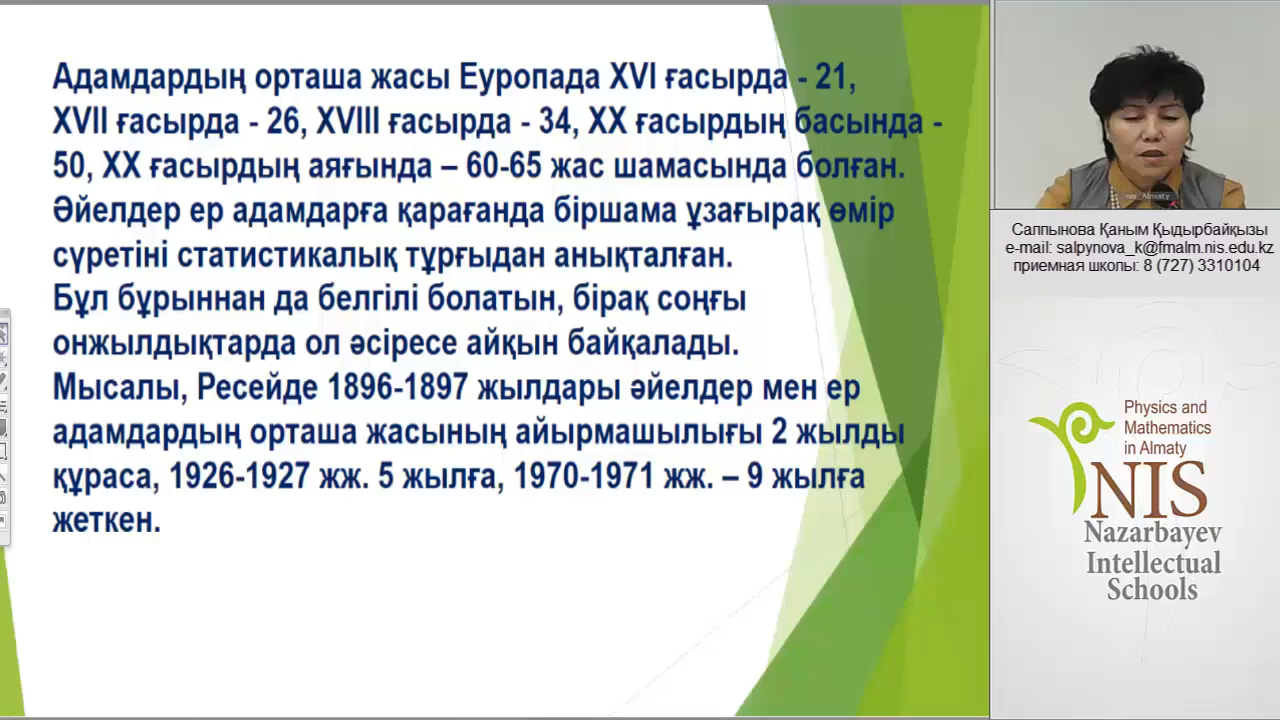 Адамдардың орташа жасы Еуропада XVI ғасырда - 21,
XVII ғасырда - 26, XVIII ғасырда - 34, XX ғасырдың басында -
50, XX ғасырдың аяғында – 60-65 жас шамасында болған.
Әйелдер ер адамдарға қарағанда біршама ұзағырақ өмір
сүретіні статистикалық тұрғыдан анықталған.
Бұл бұрыннан да белгілі болатын, бірақ соңғы
онжылдықтарда ол әсіресе айқын байқалады.
Мысалы, Ресейде 1896-1897 жылдары әйелдер мен ер
адамдардың орташа жасының айырмашылығы 2 жылды
құраса, 1926-1927 жж. 5 жылға, 1970-1971 жж. – 9 жылға
жеткен.
nis_Almaty
Салпынова Қаным Қыдырбайқызы
e-mail: salpynova_k@fmalm.nis.edu.kz
приемная школы: 8 (727) 3310104
Physics and
Mathematics
in Almaty
NIS
Nazarbayev
Intellectual
Schools